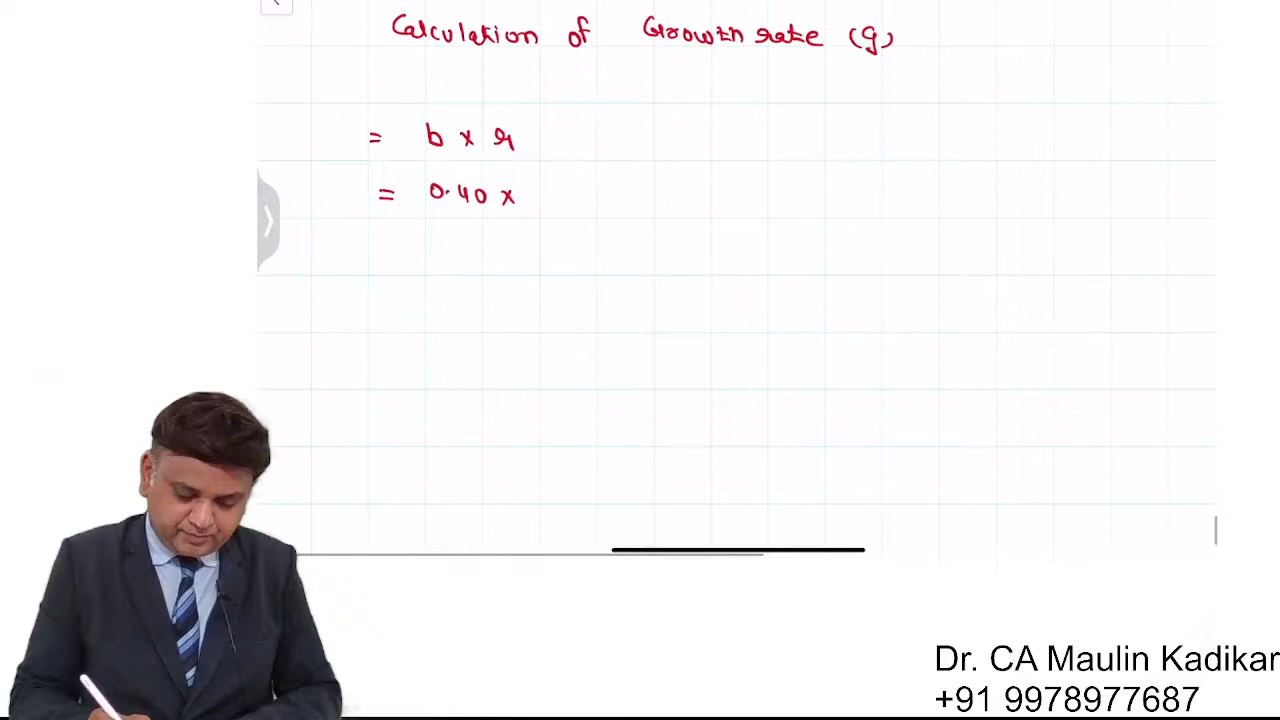 Calculation of Growth rate (g)
= b x r
= 0.40 x
Dr. CA Maulin Kadikar
+91 9978977687